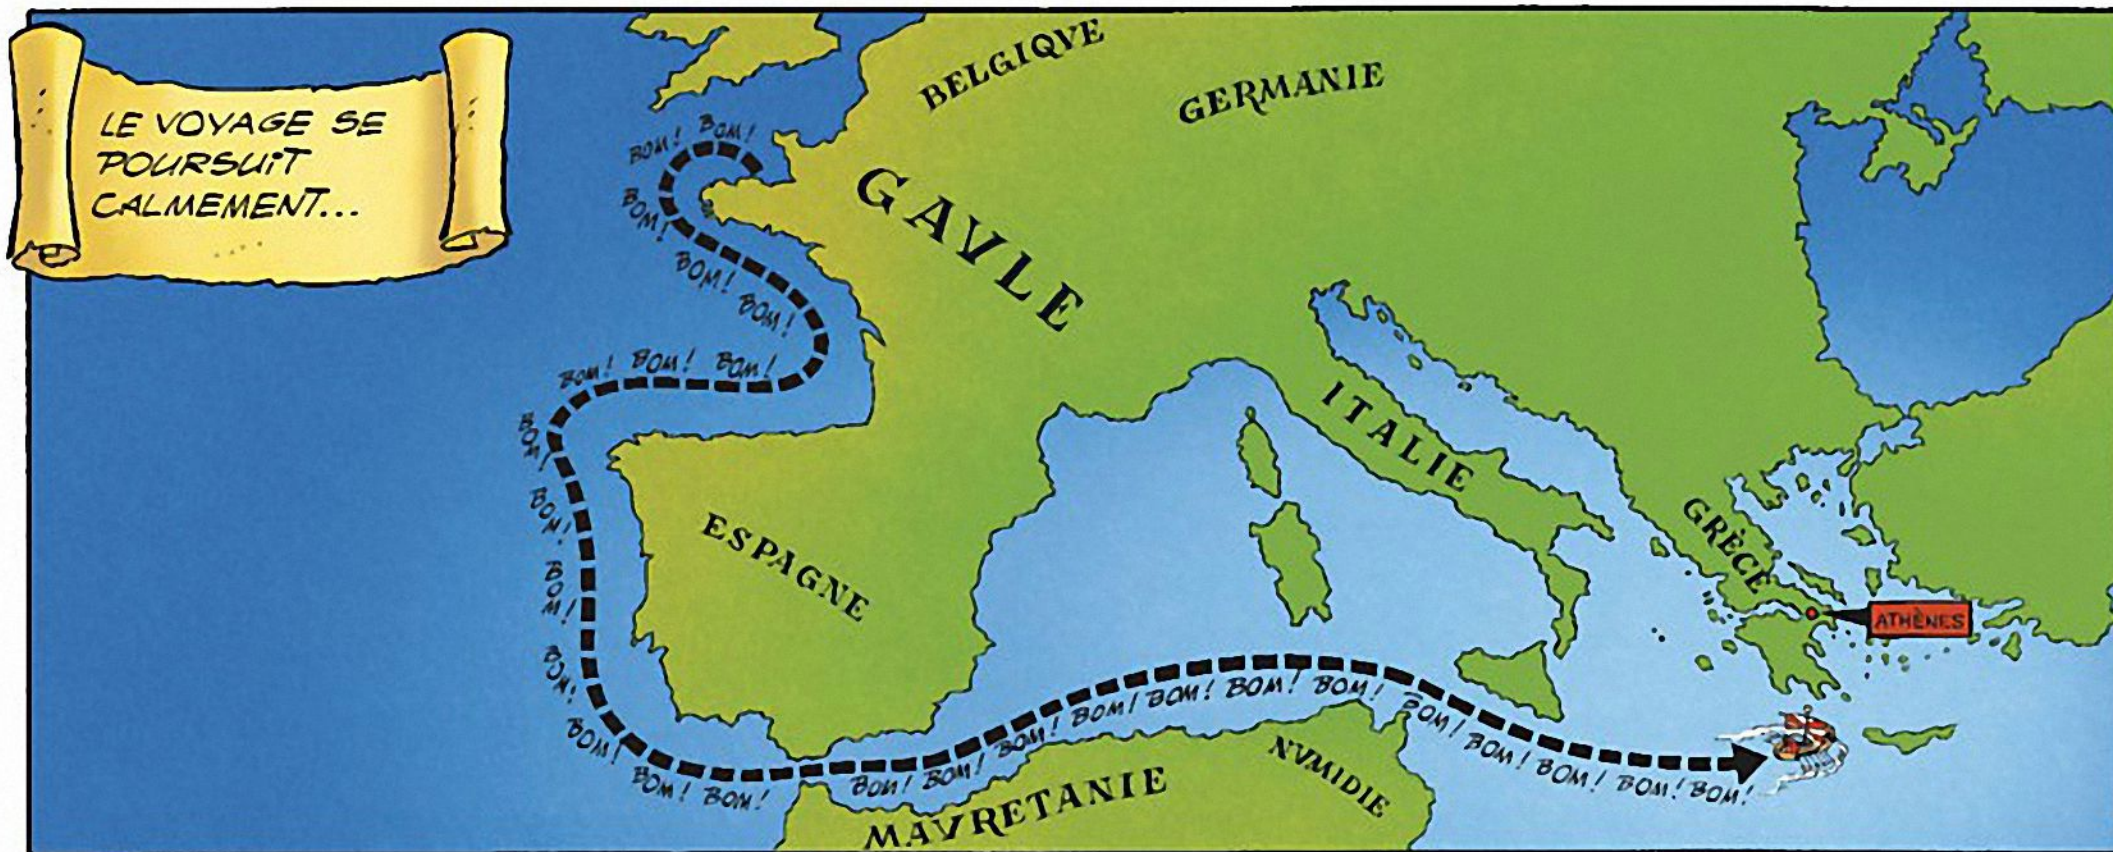 LE VOYAGE SE
POURSUIT
CALMEMENT...
BELGIQVE
GERMANIE
GAVLE
ITALIE
ESPAGNE
GRÈCE
ATHÈNES
MAVRETANIE
NVMIDIE
BOM! BOM!
BOM!
BOM!
BOM!
BOM! BOM! BOM!
BOM!
BOM!
BOM!
BOM!
BOM!
BOM! BOM!
BOM! BOM! BOM! BOM! BOM! BOM! BOM! BOM! BOM! BOM! BOM! BOM!